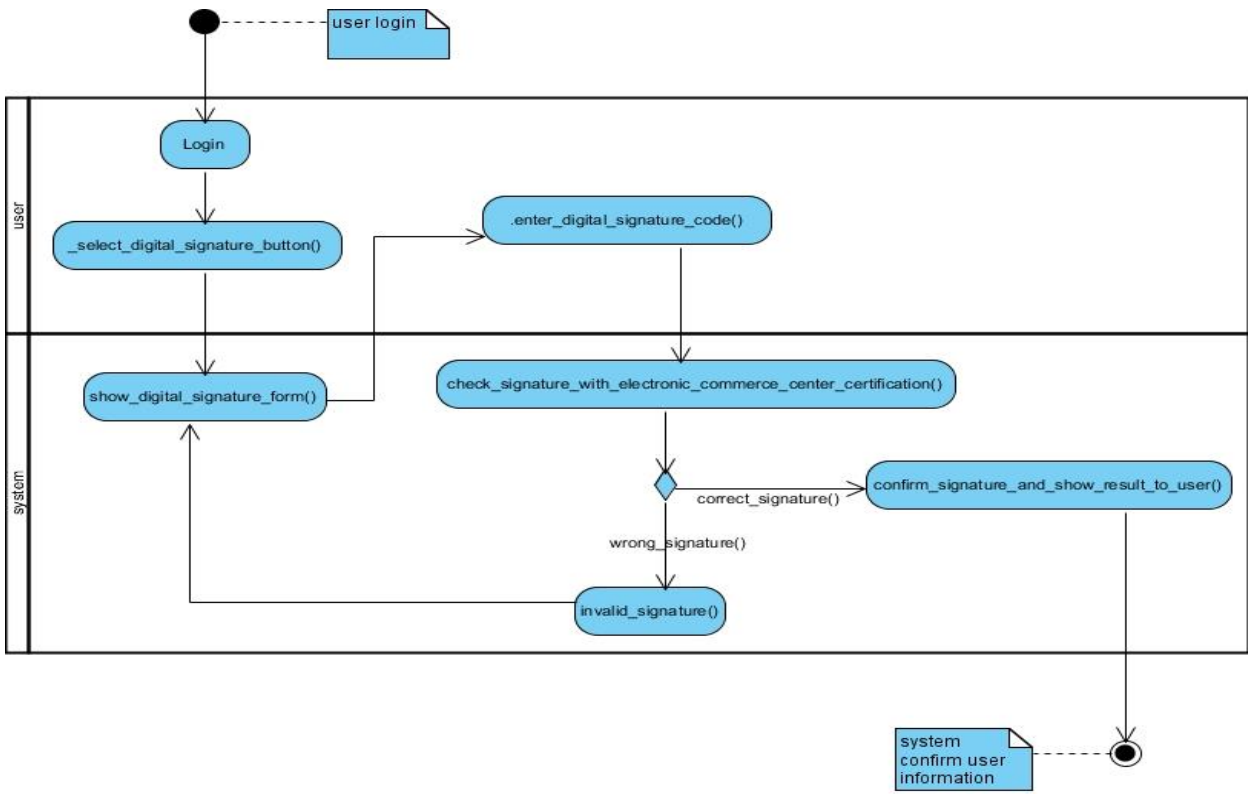 user login
user
Login
_select_digital_signature_button()
.enter_digital_signature_code()
system
show_digital_signature_form()
check_signature_with_electronic_commerce_center_certification()
correct_signature()
confirm_signature_and_show_result_to_user()
wrong_signature()
invalid_signature()
system
confirm user
information